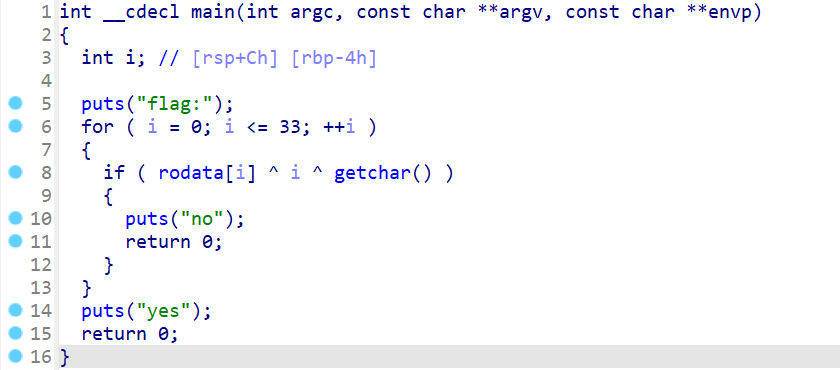 1 int __cdecl main(int argc, const char **argv, const char **envp)
2 {
3   int i; // [rsp+Ch] [rbp-4h]
4
5   puts("flag:");
6   for ( i = 0; i <= 33; ++i )
7   {
8     if ( rodata[i] ^ i ^ getchar() )
9     {
10       puts("no");
11       return 0;
12     }
13   }
14   puts("yes");
15   return 0;
16 }